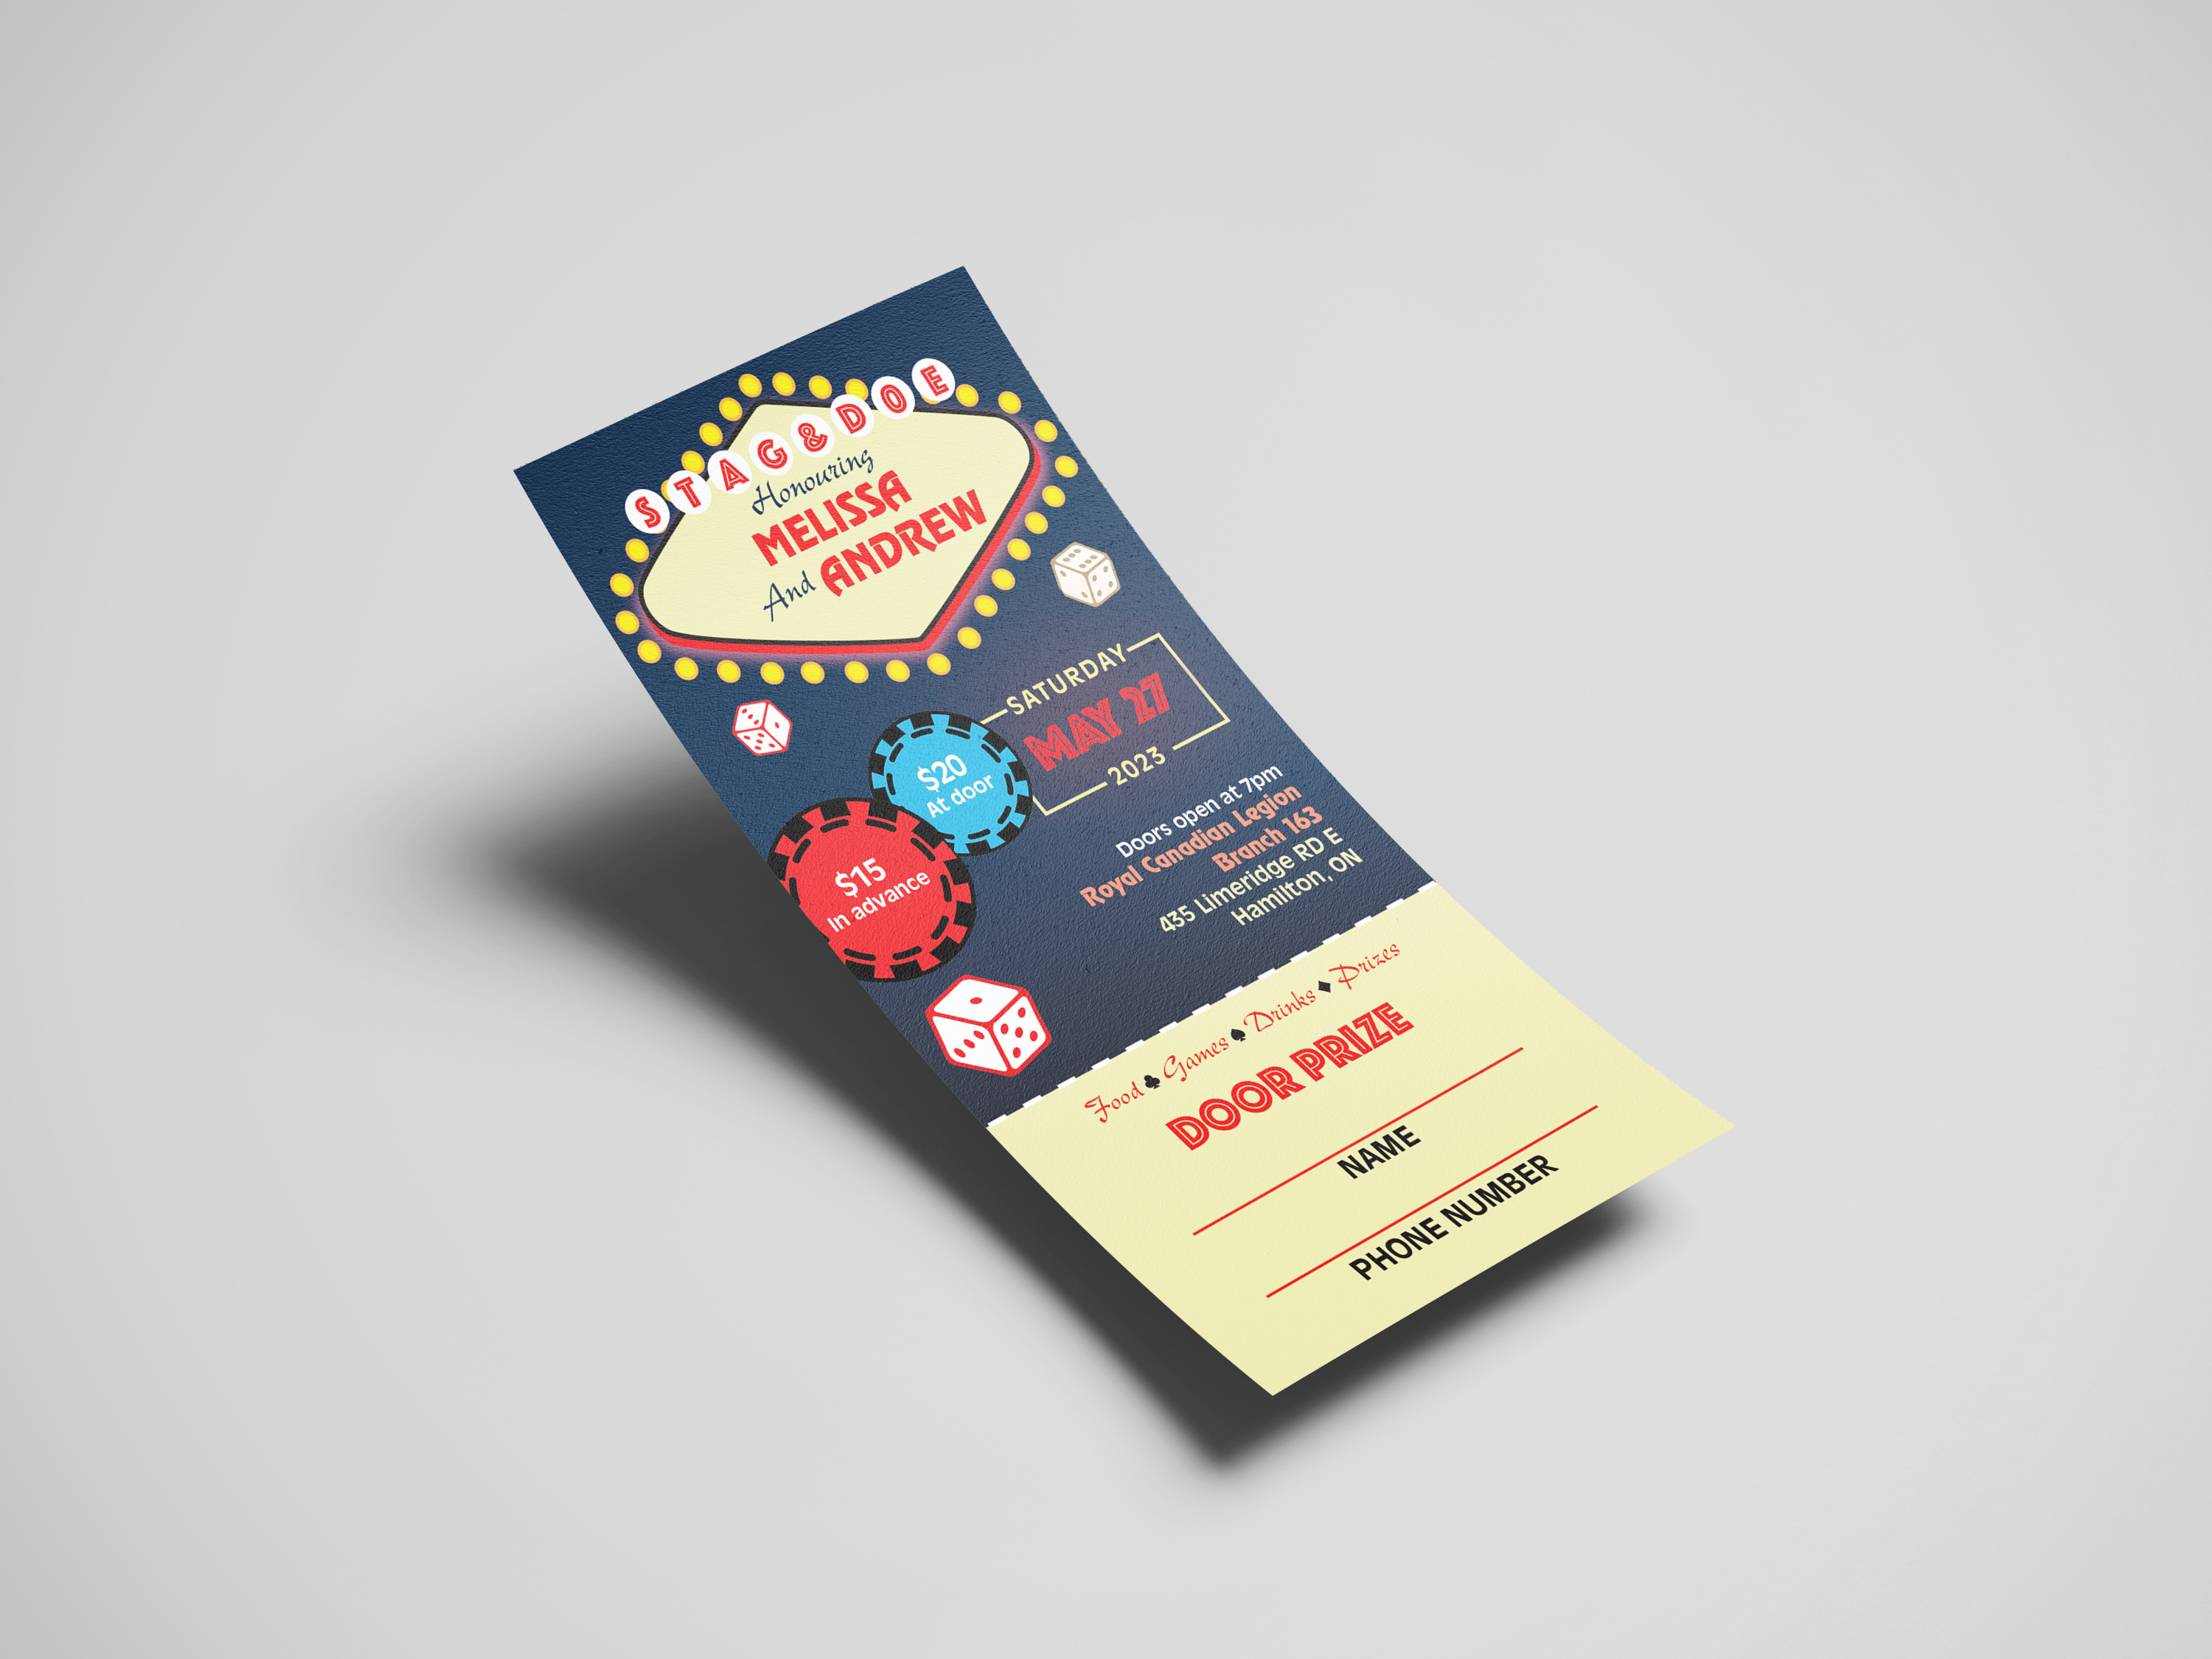 STAG&DOE
Honouring
MELISSA
And ANDREW
SATURDAY
MAY 27
2023
$20
At door
$15
In advance
Doors open at 7pm
Royal Canadian Legion
Branch 163
435 Limeridge RD E
Hamilton, ON
Food ♣ Games ♠ Drinks ♦ Prizes
DOOR PRIZE
NAME
PHONE NUMBER